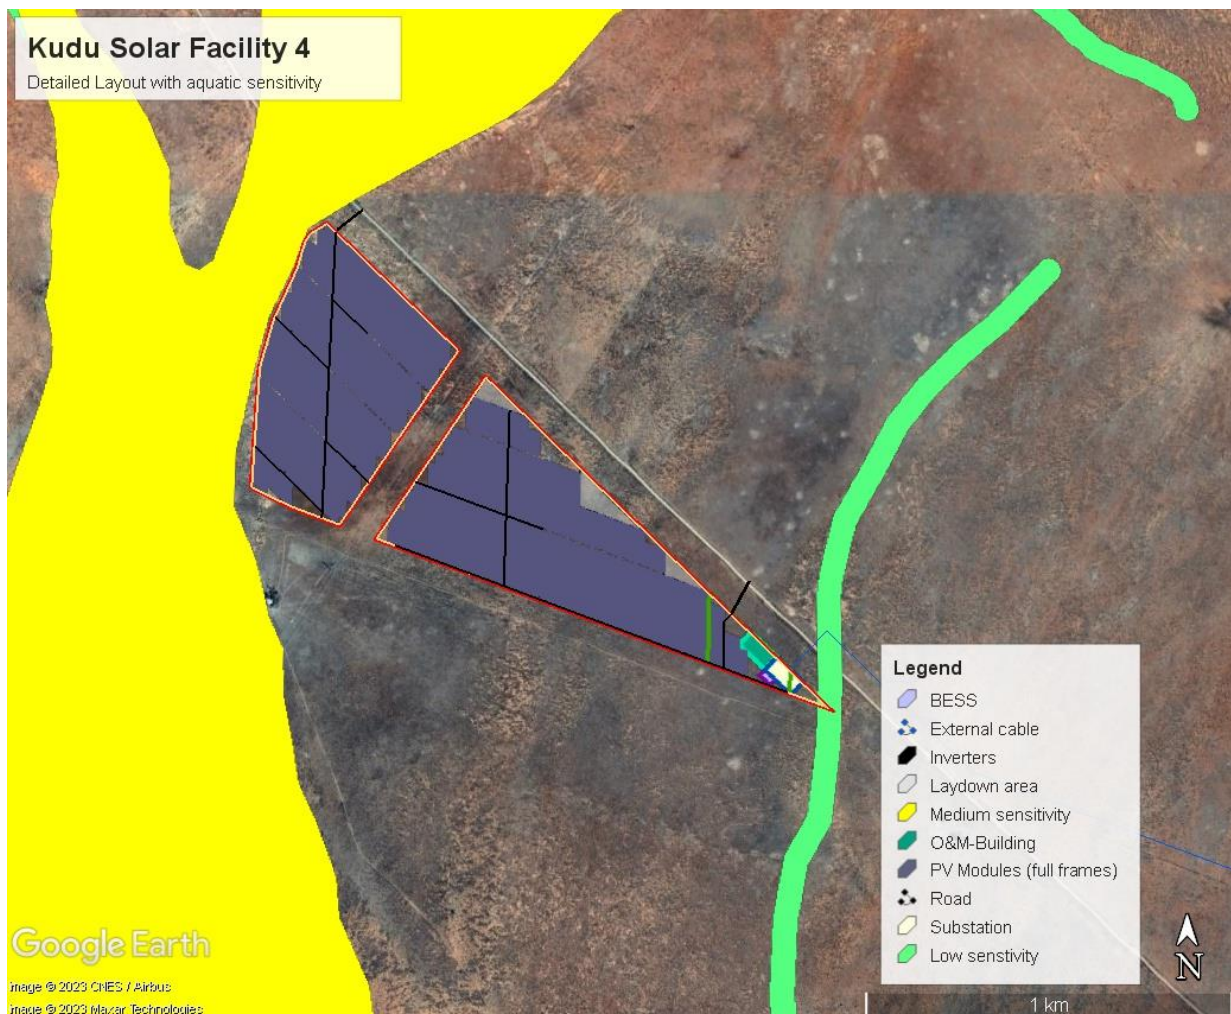 Kudu Solar Facility 4
Detailed Layout with aquatic sensitivity
Legend
BESS
External cable
Inverters
Laydown area
Medium sensitivity
O&M-Building
PV Modules (full frames)
Road
Substation
Low senstivity
Google Earth
Image © 2023 CNES / Airbus
Image © 2023 Maxar Technologies
N
1 km